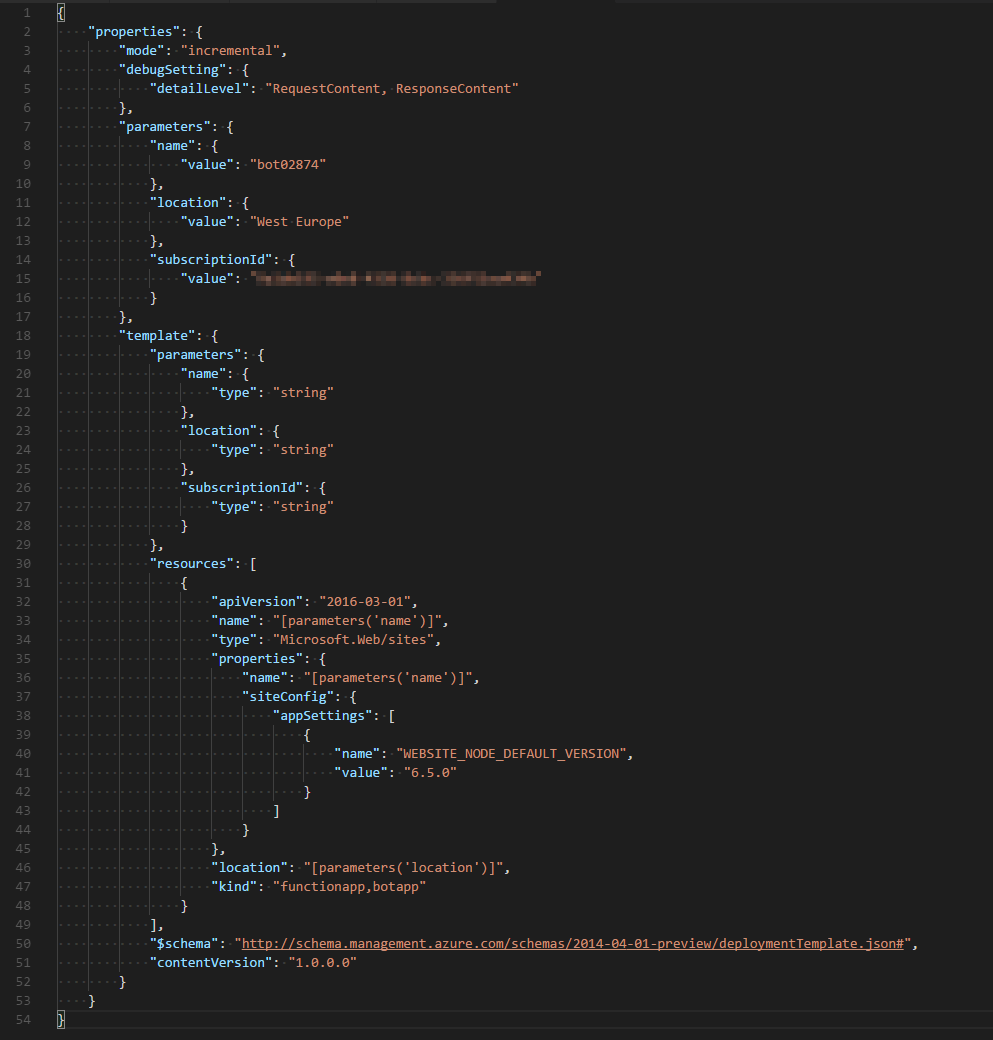 1 {
2 "properties": {
3 "mode": "incremental",
4 "debugSetting": {
5 "detailLevel": "RequestContent, ResponseContent"
6 },
7 "parameters": {
8 "name": {
9 "value": "bot02874"
10 },
11 "location": {
12 "value": "West Europe"
13 },
14 "subscriptionId": {
15 "value": "
16 }
17 },
18 "template": {
19 "parameters": {
20 "name": {
21 "type": "string"
22 },
23 "location": {
24 "type": "string"
25 },
26 "subscriptionId": {
27 "type": "string"
28 }
29 },
30 "resources": [
31 {
32 "apiVersion": "2016-03-01",
33 "name": "[parameters('name')]",
34 "type": "Microsoft.Web/sites",
35 "properties": {
36 "name": "[parameters('name')]",
37 "siteConfig": {
38 "appSettings": [
39 {
40 "name": "WEBSITE_NODE_DEFAULT_VERSION",
41 "value": "6.5.0"
42 }
43 ]
44 }
45 },
46 "location": "[parameters('location')]",
47 "kind": "functionapp,botapp"
48 }
49 ],
50 "$schema": "http://schema.management.azure.com/schemas/2014-04-01-preview/deploymentTemplate.json#",
51 "contentVersion": "1.0.0.0"
52 }
53 }
54 }